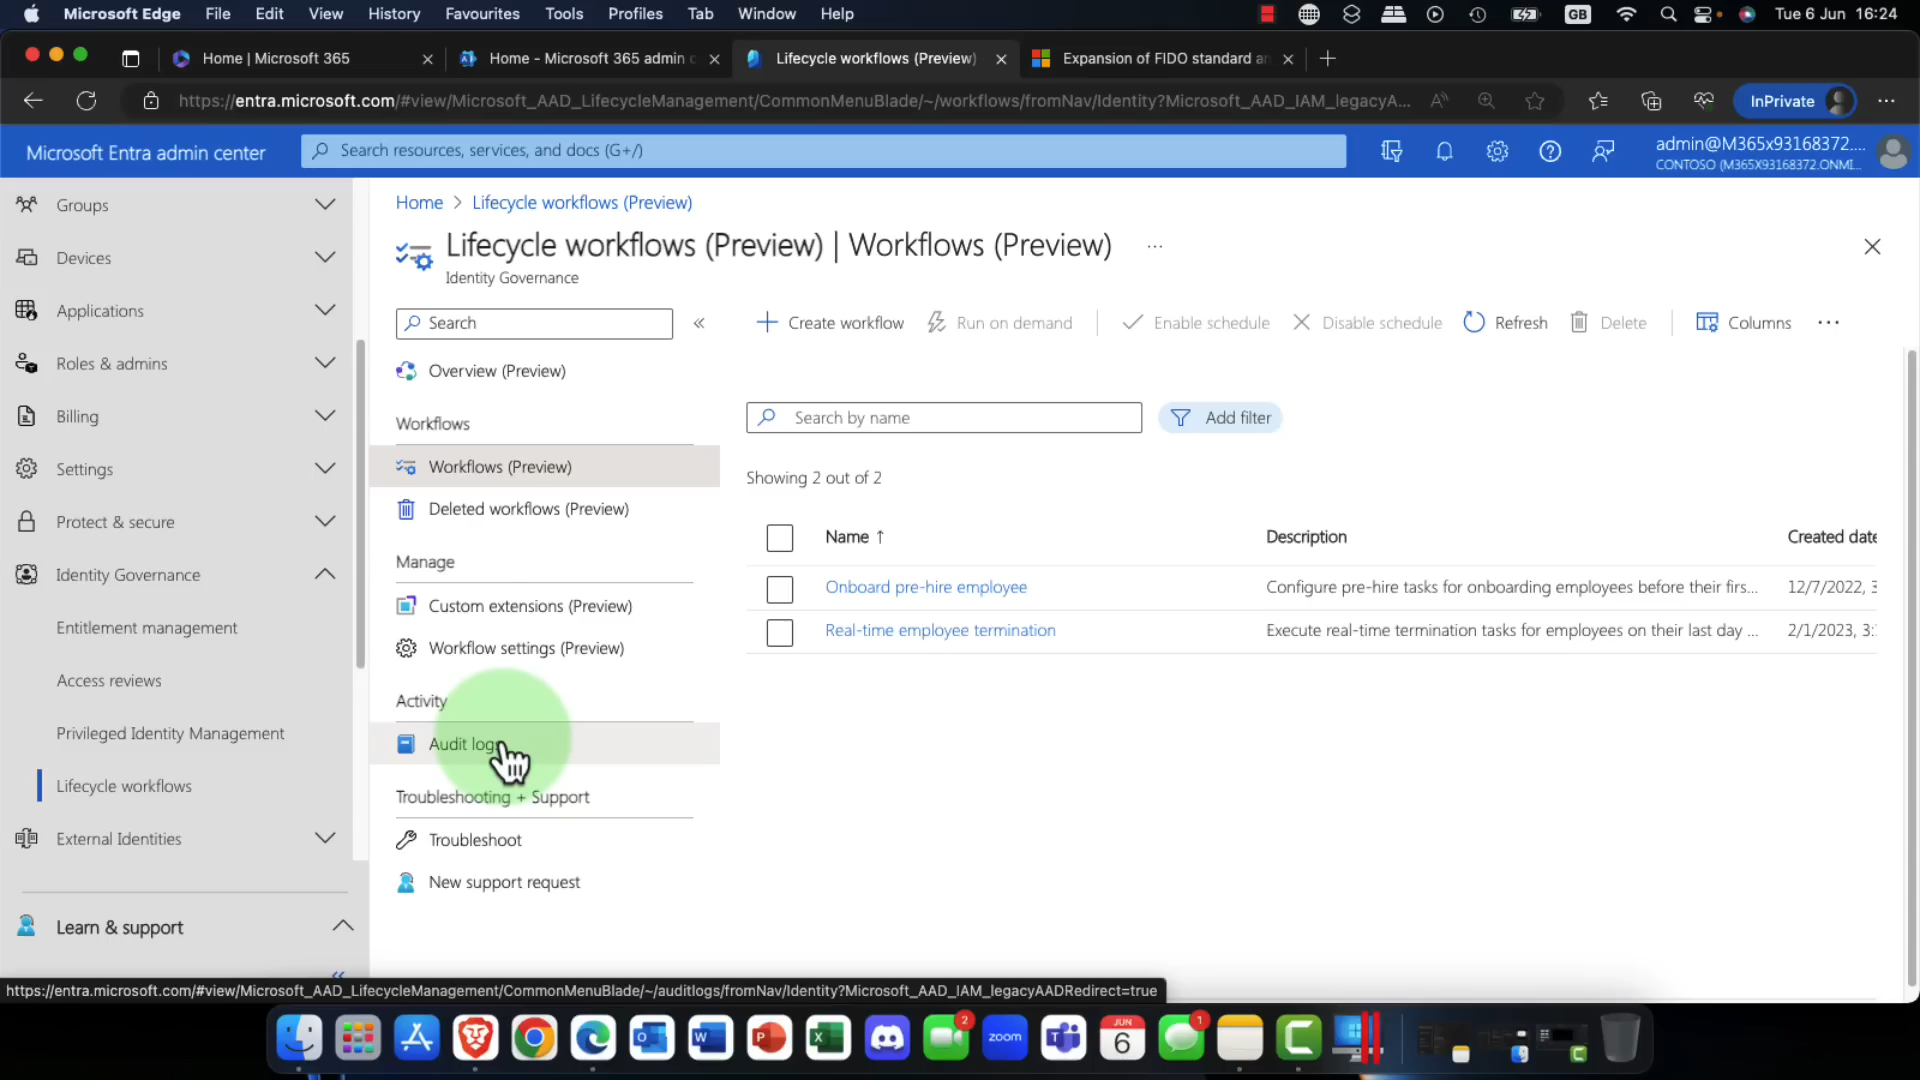 Microsoft Edge File Edit View History Favourites Tools Profiles Tab Window Help GB Tue 6 Jun 16:24
Home | Microsoft 365 Home - Microsoft 365 admin c Lifecycle workflows (Preview) Expansion of FIDO standard an
https://entra.microsoft.com/#view/Microsoft_AAD_LifecycleManagement/CommonMenuBlade/~/workflows/fromNav/Identity?Microsoft_AAD_IAM_legacyA... InPrivate
Microsoft Entra admin center
Search resources, services, and docs (G+/)
admin@M365x93168372....
CONTOSO (M365X93168372.ONMI...
Groups
Devices
Applications
Roles & admins
Billing
Settings
Protect & secure
Identity Governance
Entitlement management
Access reviews
Privileged Identity Management
Lifecycle workflows
External Identities
Learn & support
Home > Lifecycle workflows (Preview)
Lifecycle workflows (Preview) | Workflows (Preview) ...
Identity Governance
Search
Overview (Preview)
Workflows
Workflows (Preview)
Deleted workflows (Preview)
Manage
Custom extensions (Preview)
Workflow settings (Preview)
Activity
Audit logs
Troubleshooting + Support
Troubleshoot
New support request
Create workflow Run on demand Enable schedule Disable schedule Refresh Delete Columns ...
Search by name Add filter
Showing 2 out of 2
Name ↑ Description Created date
Onboard pre-hire employee Configure pre-hire tasks for onboarding employees before their firs... 12/7/2022, 3
Real-time employee termination Execute real-time termination tasks for employees on their last day ... 2/1/2023, 3:
https://entra.microsoft.com/#view/Microsoft_AAD_LifecycleManagement/CommonMenuBlade/~/auditlogs/fromNav/Identity?Microsoft_AAD_IAM_legacyAADRedirect=true
2 zoom JUN 6 1